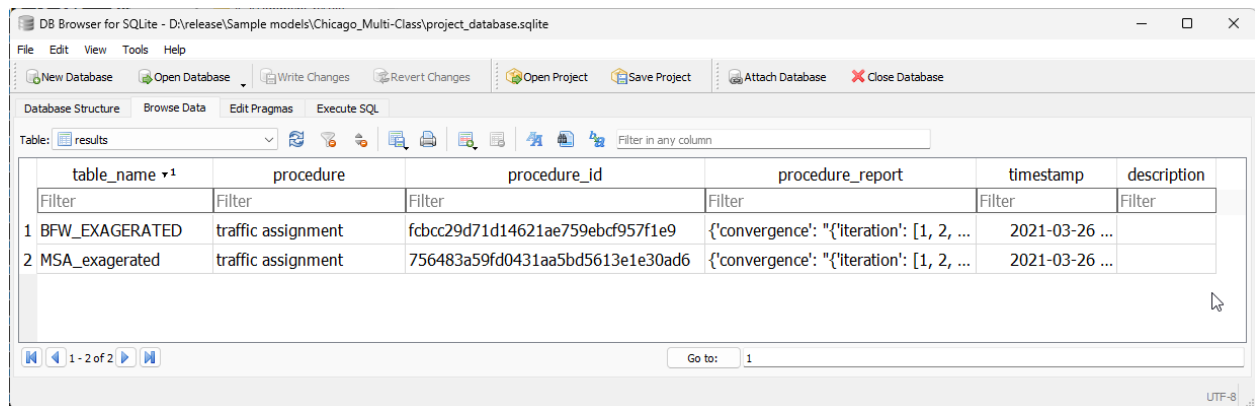 DB Browser for SQLite - D:\release\Sample models\Chicago_Multi-Class\project_database.sqlite
File Edit View Tools Help
New Database Open Database Write Changes Revert Changes Open Project Save Project Attach Database Close Database
Database Structure Browse Data Edit Pragmas Execute SQL
Table: results Filter in any column
table_name 1 procedure procedure_id procedure_report timestamp description
Filter Filter Filter Filter Filter Filter
1 BFW_EXAGERATED traffic assignment fcbcc29d71d14621ae759ebcf957f1e9 {'convergence': "{'iteration': [1, 2, ... 2021-03-26 ...
2 MSA_exagerated traffic assignment 756483a59fd0431aa5bd5613e1e30ad6 {'convergence': "{'iteration': [1, 2, ... 2021-03-26 ...
1 - 2 of 2 Go to: 1
UTF-8